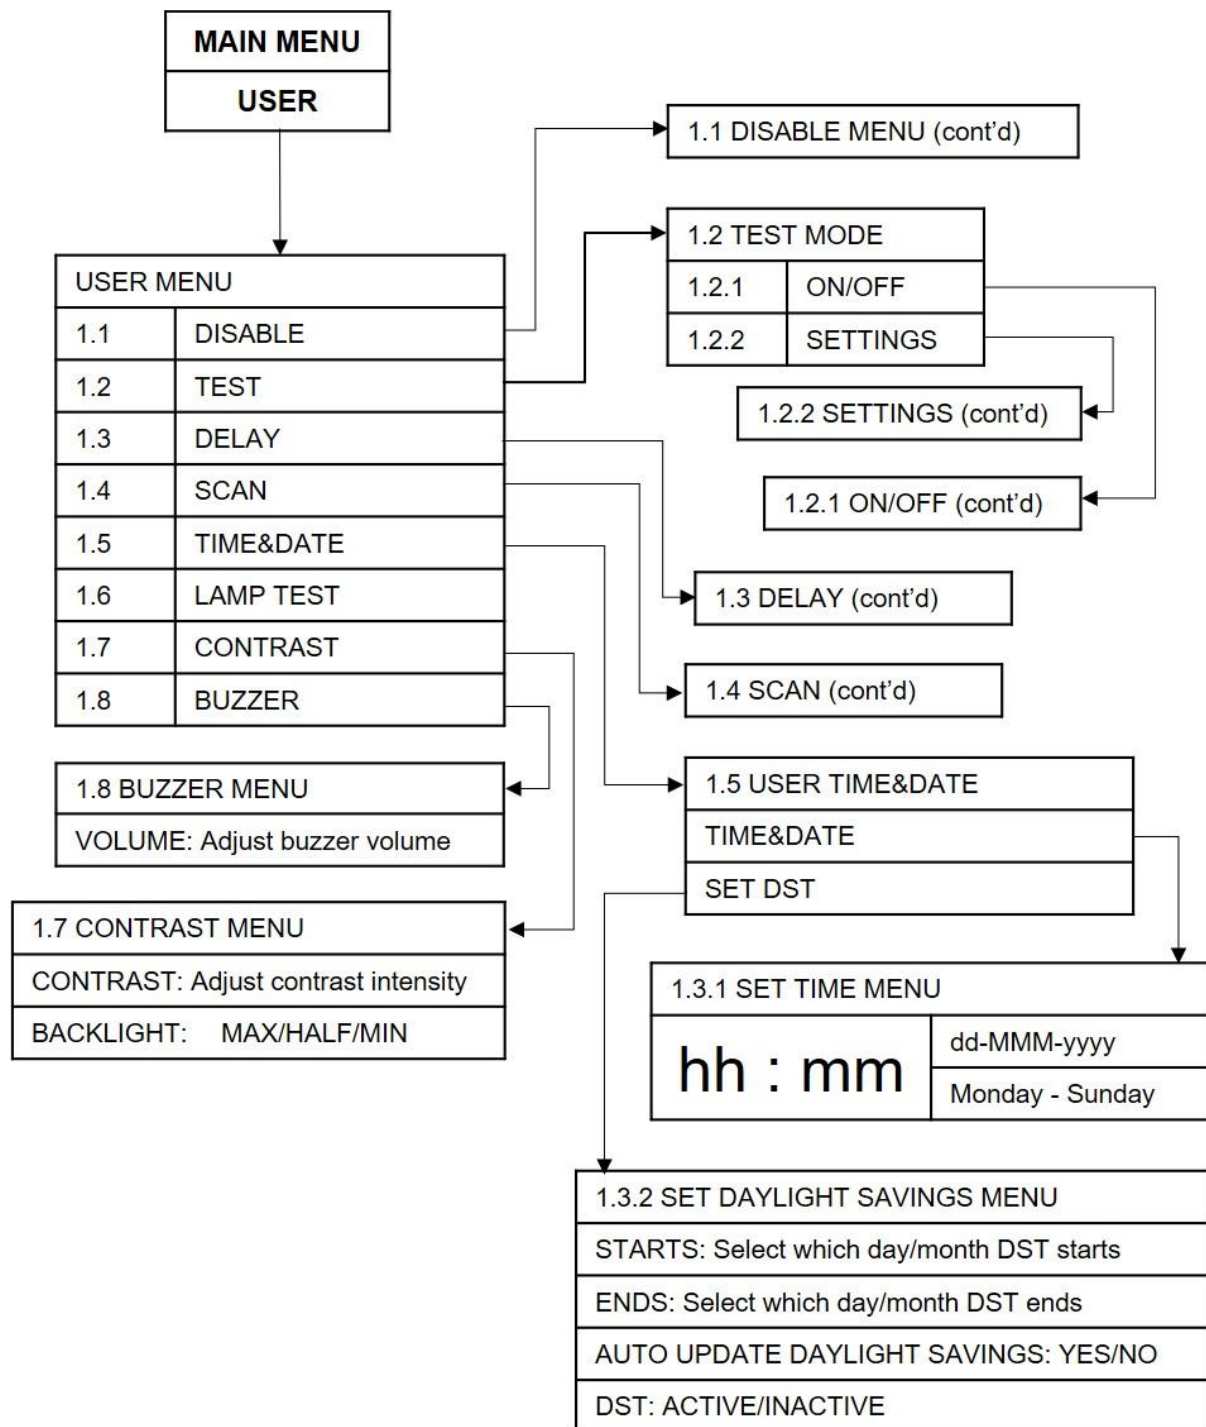 MAIN MENU
USER
1.1 DISABLE MENU (cont’d)
1.2 TEST MODE
1.2.1 ON/OFF
1.2.2 SETTINGS
1.2.2 SETTINGS (cont’d)
1.2.1 ON/OFF (cont’d)
USER MENU
1.1 DISABLE
1.2 TEST
1.3 DELAY
1.4 SCAN
1.5 TIME&DATE
1.6 LAMP TEST
1.7 CONTRAST
1.8 BUZZER
1.3 DELAY (cont’d)
1.4 SCAN (cont’d)
1.8 BUZZER MENU
VOLUME: Adjust buzzer volume
1.5 USER TIME&DATE
TIME&DATE
SET DST
1.7 CONTRAST MENU
CONTRAST: Adjust contrast intensity
BACKLIGHT: MAX/HALF/MIN
1.3.1 SET TIME MENU
hh : mm
dd-MMM-yyyy
Monday - Sunday
1.3.2 SET DAYLIGHT SAVINGS MENU
STARTS: Select which day/month DST starts
ENDS: Select which day/month DST ends
AUTO UPDATE DAYLIGHT SAVINGS: YES/NO
DST: ACTIVE/INACTIVE